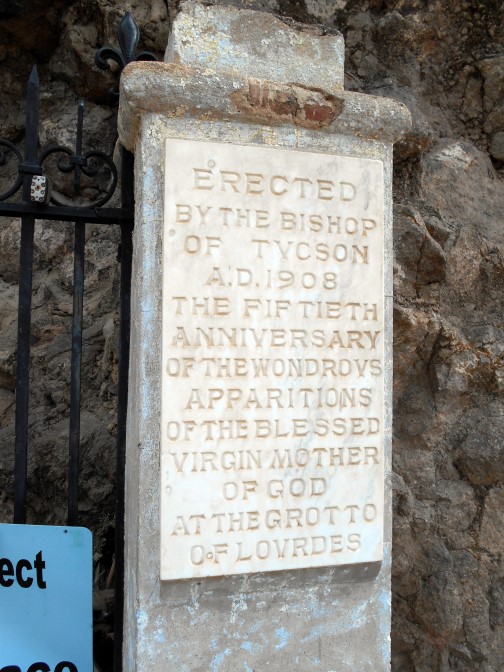 ERECTED
BY THE BISHOP
OF TVCSON
A.D. 1908
THE FIFTIETH
ANNIVERSARY
OF THE WONDROVS
APPARITIONS
OF THE BLESSED
VIRGIN MOTHER
OF GOD
AT THE GROTTO
OF LOVRDES